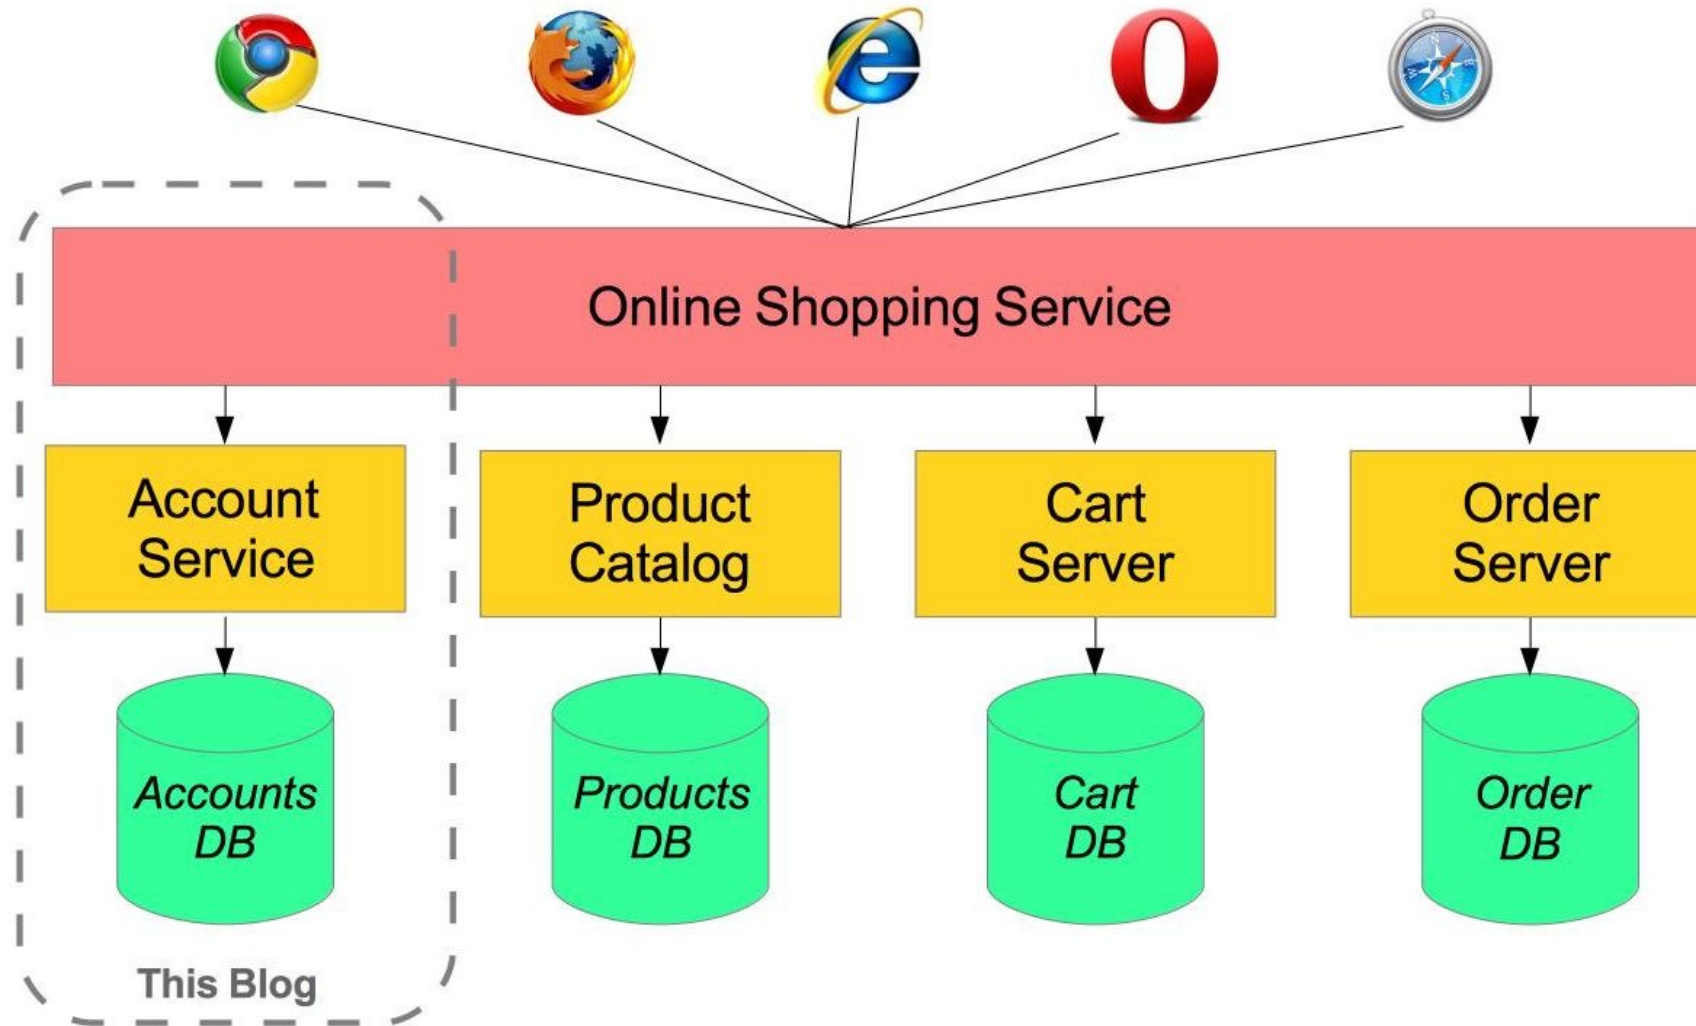 Online Shopping Service
Account
Service
Product
Catalog
Cart
Server
Order
Server
Accounts
DB
Products
DB
Cart
DB
Order
DB
This Blog